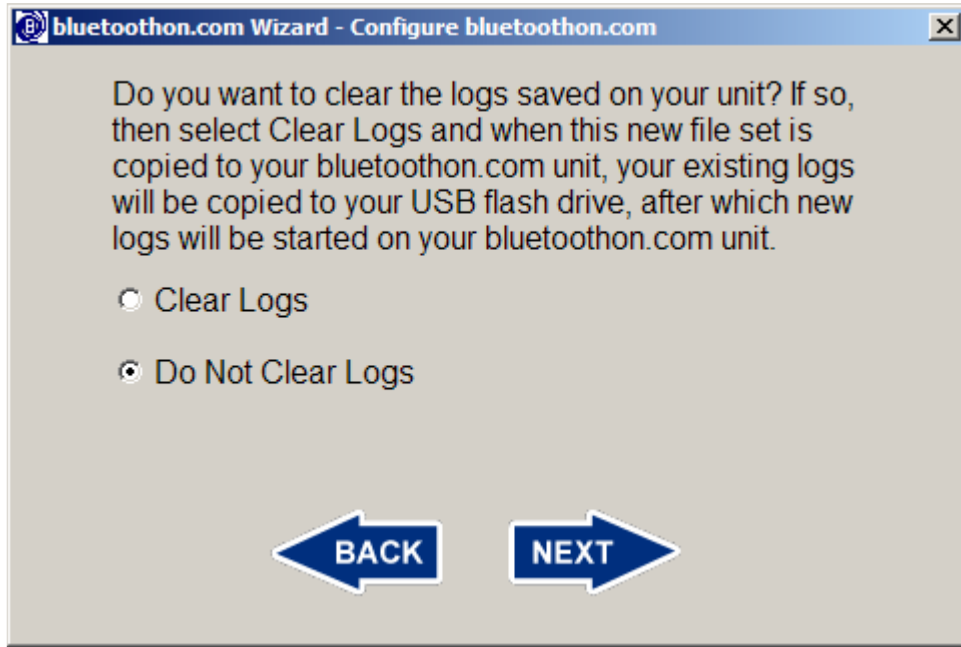 bluetoothon.com Wizard - Configure bluetoothon.com
Do you want to clear the logs saved on your unit? If so,
then select Clear Logs and when this new file set is
copied to your bluetoothon.com unit, your existing logs
will be copied to your USB flash drive, after which new
logs will be started on your bluetoothon.com unit.
Clear Logs
Do Not Clear Logs
BACK NEXT